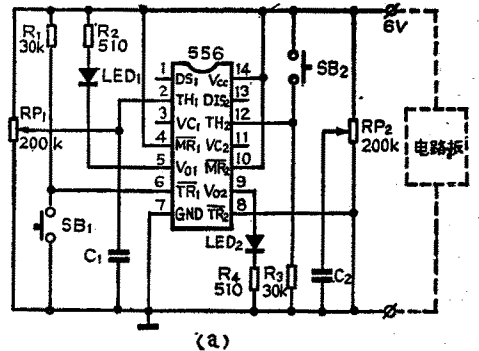 R1
30k
R2
510
LED1
RP1
200k
SB1
C1
556
1
DS1
2
TH1
3
VC1
4
MR1
5
VO1
6
TR1
7
GND
14
Vcc
13
DIS2
12
TH2
11
VC2
10
MR2
9
VO2
8
TR2
LED2
R4
510
R3
30k
SB2
C2
RP2
200k
6V
电路板
(a)